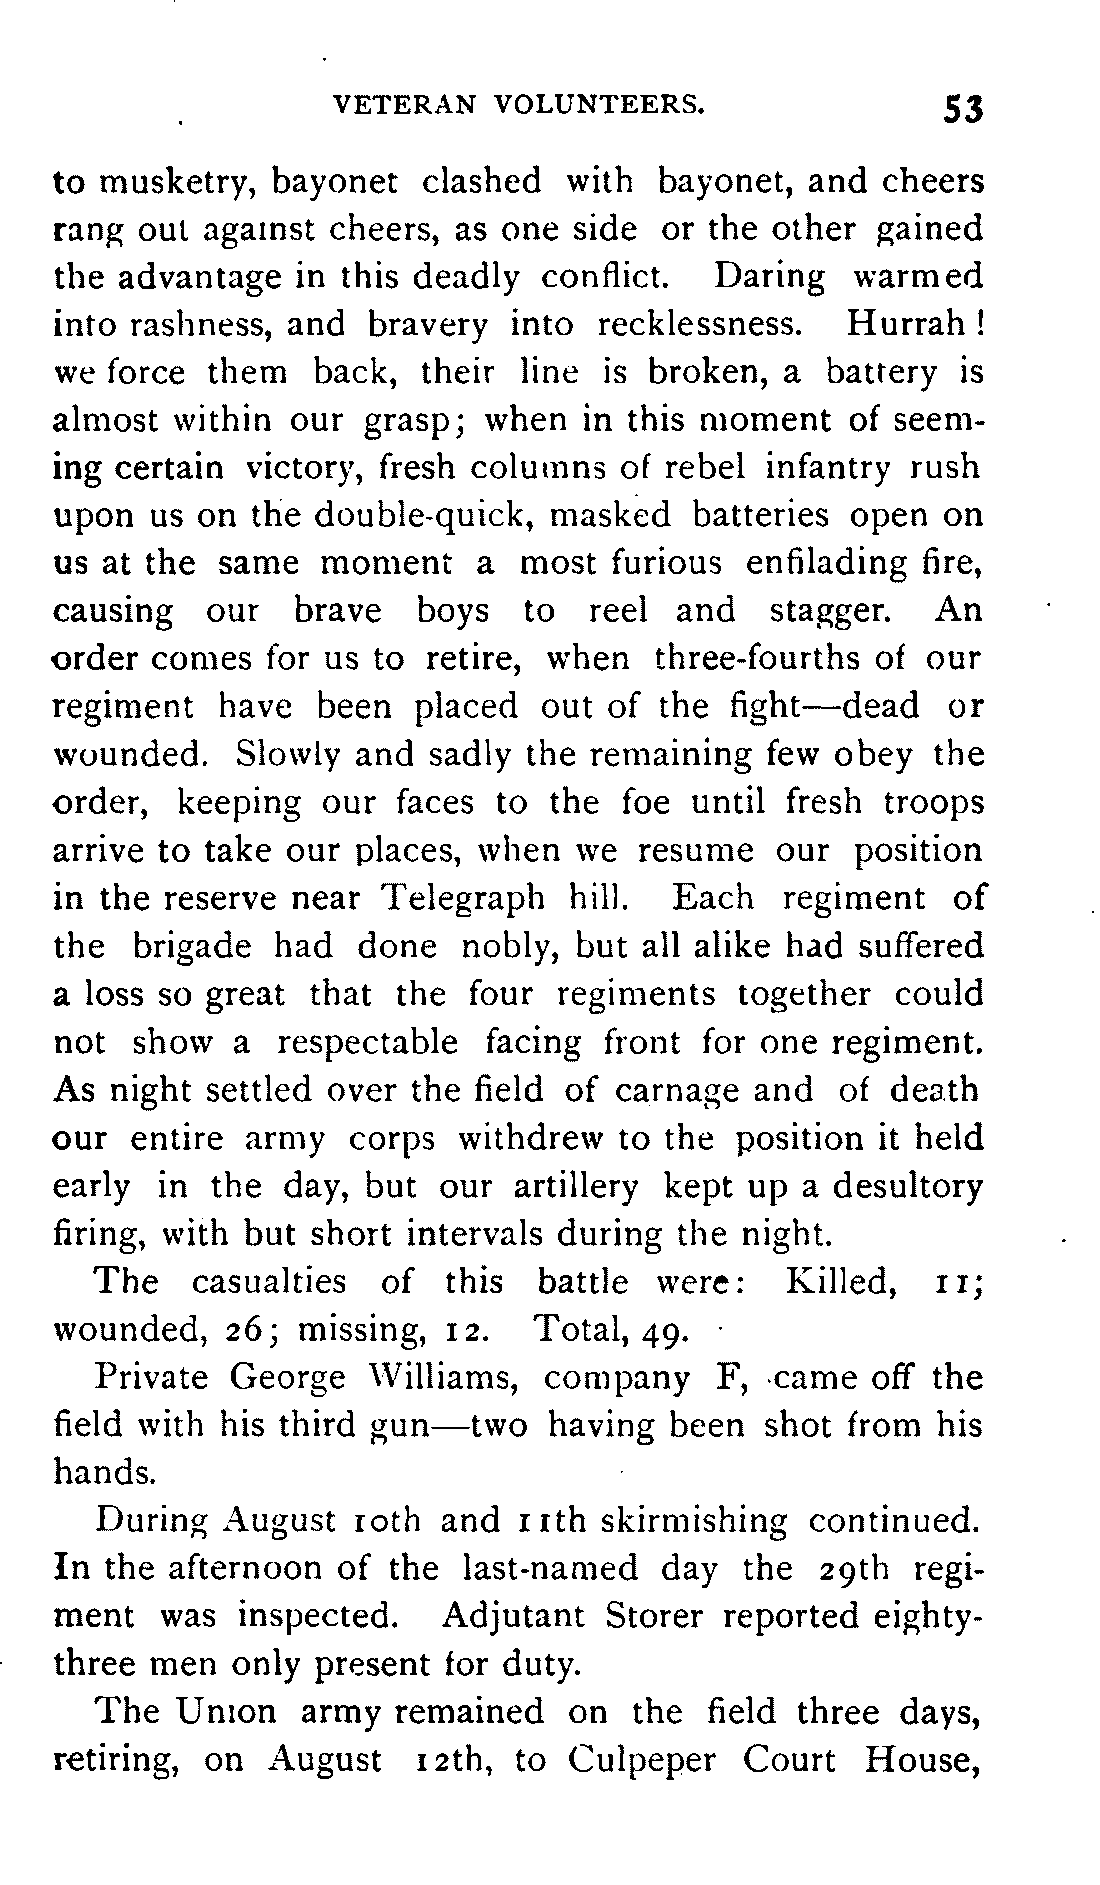 VETERAN VOLUNTEERS. 53
to musketry, bayonet clashed with bayonet, and cheers
rang out against cheers, as one side or the other gained
the advantage in this deadly conflict. Daring warmed
into rashness, and bravery into recklessness. Hurrah !
we force them back, their line is broken, a battery is
almost within our grasp; when in this moment of seem-
ing certain victory, fresh columns of rebel infantry rush
upon us on the double-quick, masked batteries open on
us at the same moment a most furious enfilading fire,
causing our brave boys to reel and stagger. An
order comes for us to retire, when three-fourths of our
regiment have been placed out of the fight—dead or
wounded. Slowly and sadly the remaining few obey the
order, keeping our faces to the foe until fresh troops
arrive to take our places, when we resume our position
in the reserve near Telegraph hill. Each regiment of
the brigade had done nobly, but all alike had suffered
a loss so great that the four regiments together could
not show a respectable facing front for one regiment.
As night settled over the field of carnage and of death
our entire army corps withdrew to the position it held
early in the day, but our artillery kept up a desultory
firing, with but short intervals during the night.
The casualties of this battle were: Killed, 11;
wounded, 26; missing, 12. Total, 49.
Private George Williams, company F, came off the
field with his third gun—two having been shot from his
hands.
During August 10th and 11th skirmishing continued.
In the afternoon of the last-named day the 29th regi-
ment was inspected. Adjutant Storer reported eighty-
three men only present for duty.
The Union army remained on the field three days,
retiring, on August 12th, to Culpeper Court House,